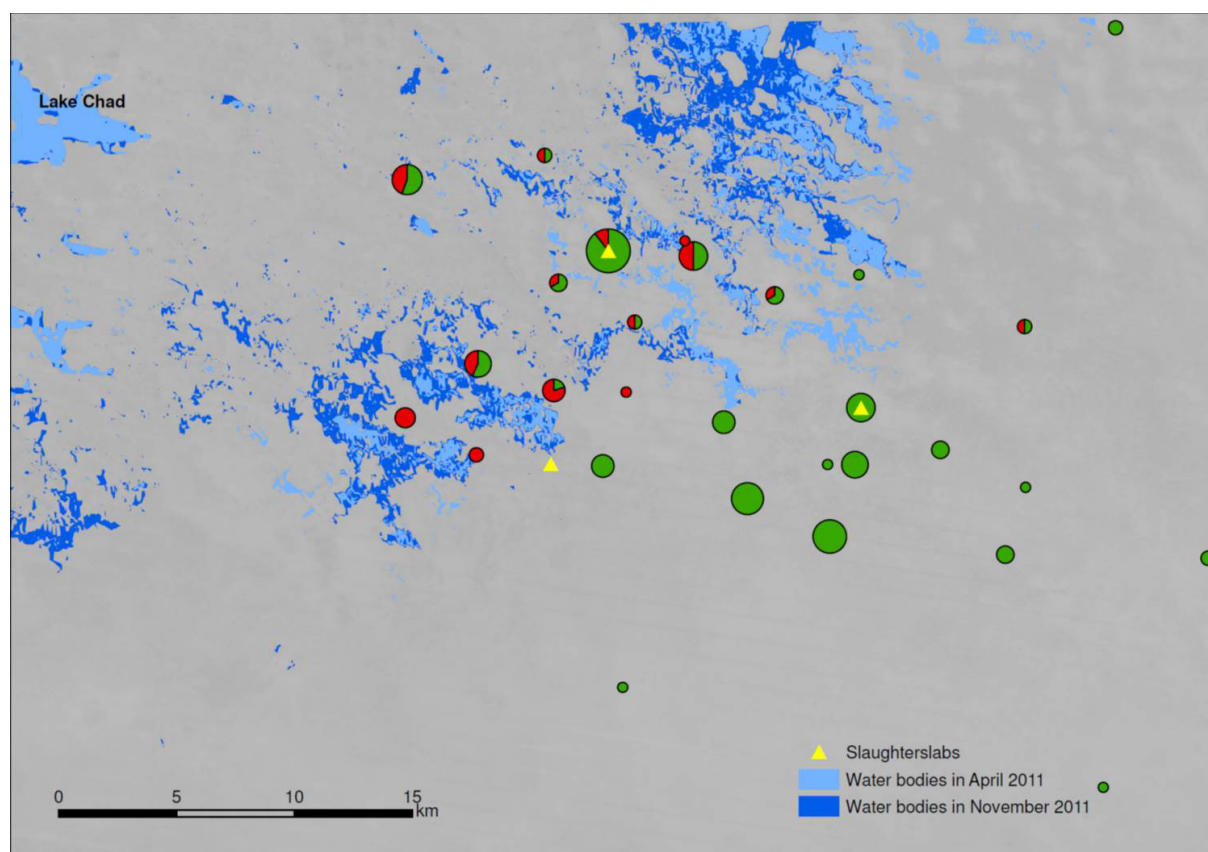 Lake Chad
Slaughterslabs
Water bodies in April 2011
Water bodies in November 2011
0 5 10 15
km